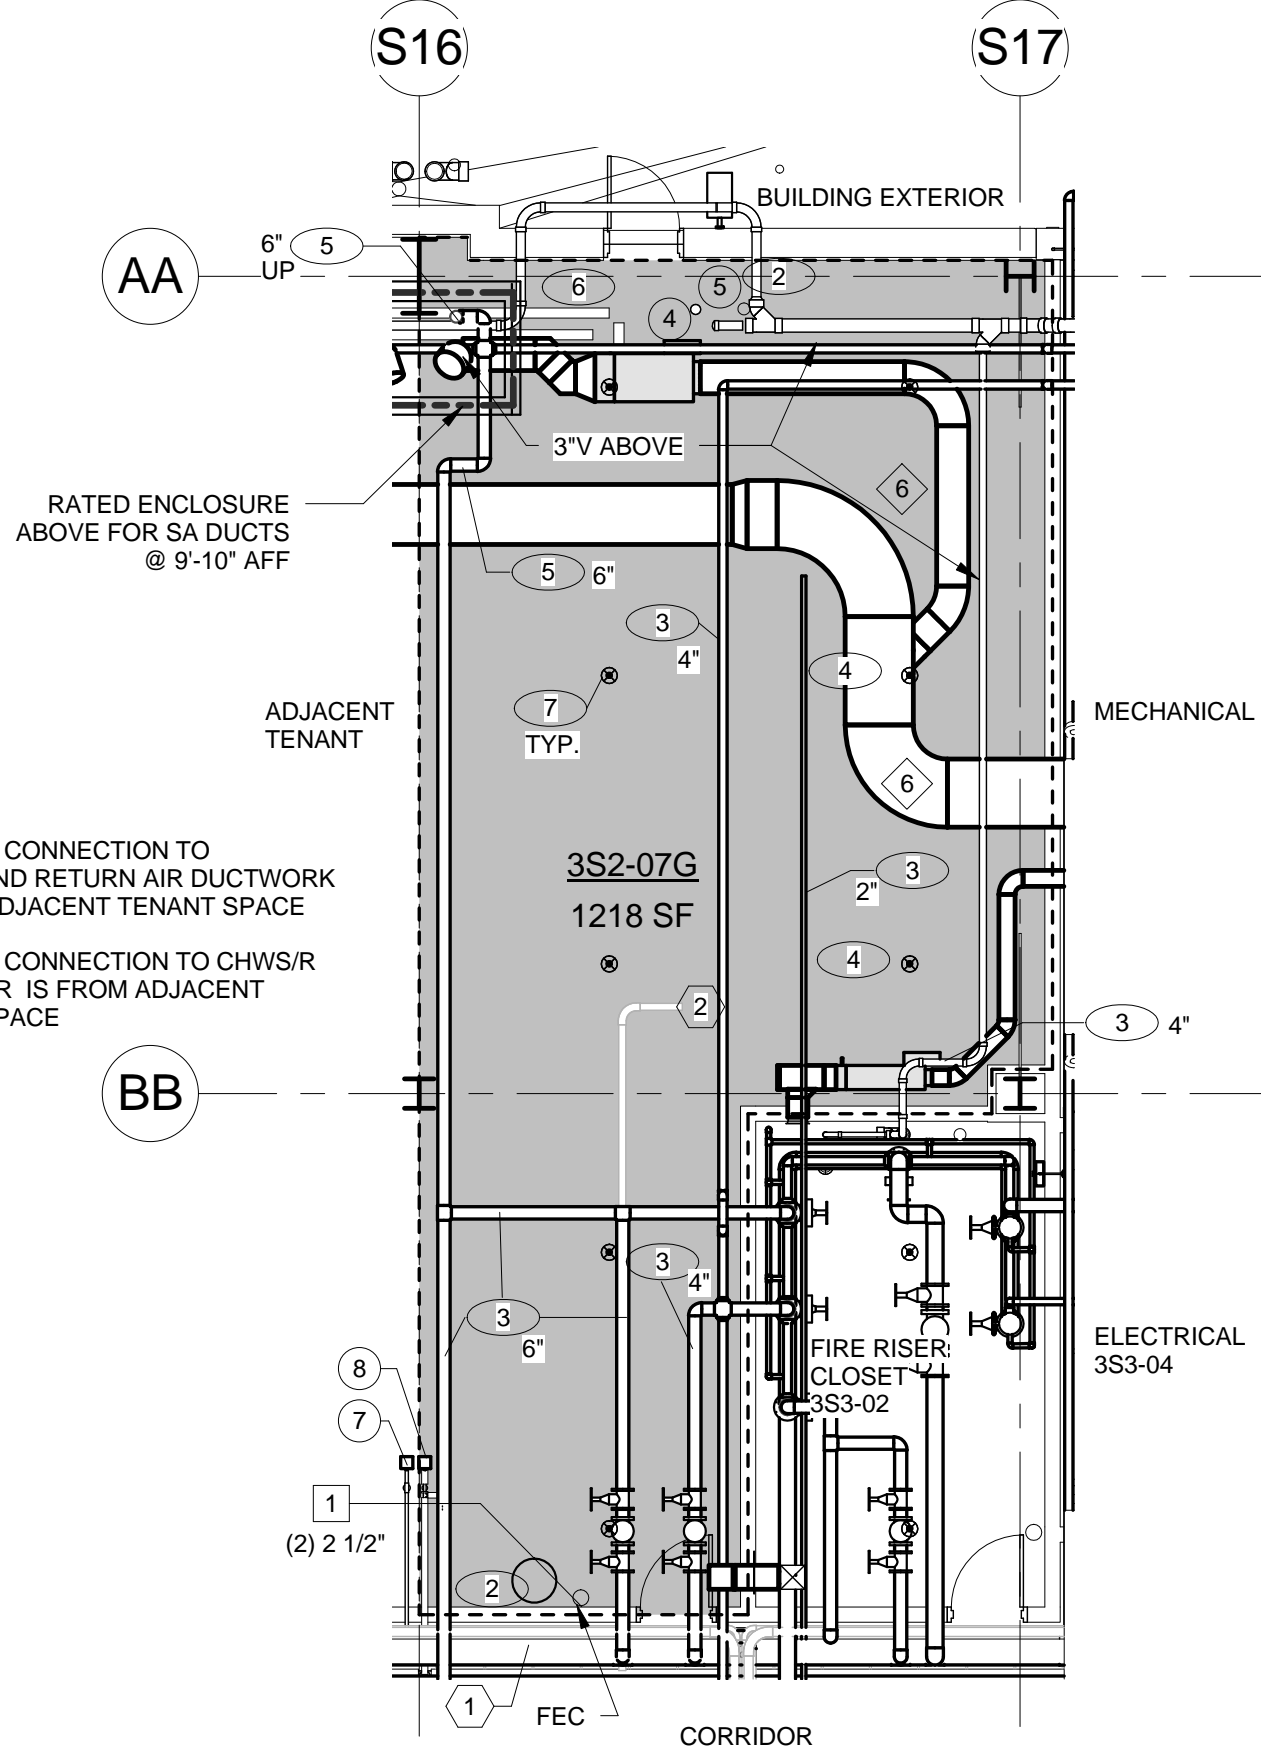 S16
S17
BUILDING EXTERIOR
6"
UP
5
AA
6
5
2
4
3"V ABOVE
6
RATED ENCLOSURE
ABOVE FOR SA DUCTS
@ 9'-10" AFF
5
6"
3
4"
4
7
TYP.
ADJACENT
TENANT
MECHANICAL
6
CONNECTION TO
ND RETURN AIR DUCTWORK
DJACENT TENANT SPACE
3S2-07G
1218 SF
3
2"
4
CONNECTION TO CHWS/R
R IS FROM ADJACENT
PACE
2
3
4"
BB
3
4"
3
6"
FIRE RISER
CLOSET
3S3-02
ELECTRICAL
3S3-04
8
7
1
(2) 2 1/2"
2
1
FEC
CORRIDOR